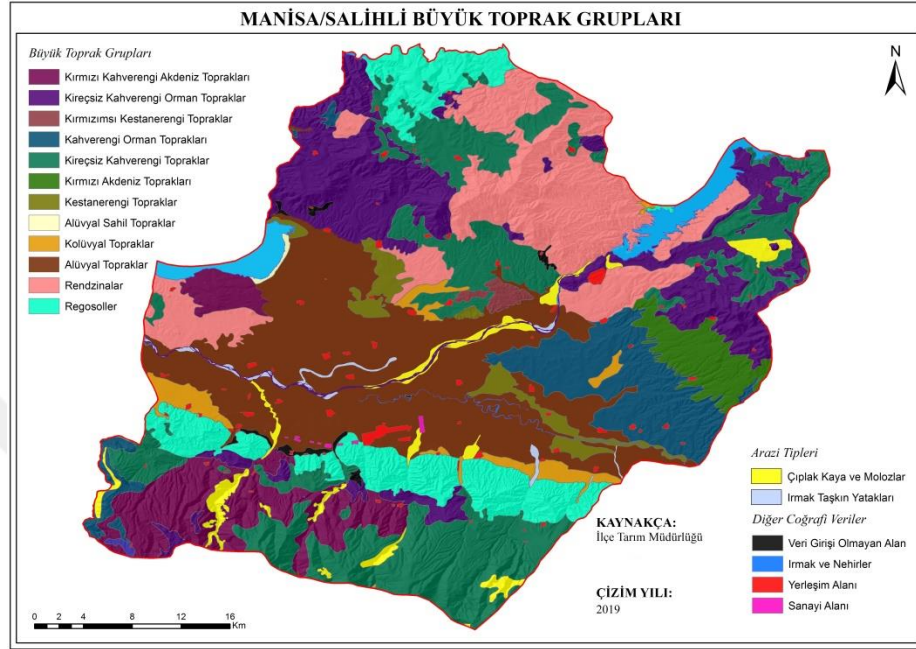 MANİSA/SALİHLİ BÜYÜK TOPRAK GRUPLARI
Büyük Toprak Grupları
Kırmızı Kahverengi Akdeniz Toprakları
Kireçsiz Kahverengi Orman Topraklar
Kırmızımsı Kestanerengi Topraklar
Kahverengi Orman Toprakları
Kireçsiz Kahverengi Topraklar
Kırmızı Akdeniz Toprakları
Kestanerengi Topraklar
Alüvyal Sahil Topraklar
Kolüvyal Topraklar
Alüvyal Topraklar
Rendzinalar
Regosoller
N
Arazi Tipleri
Çıplak Kaya ve Molozlar
Irmak Taşkın Yatakları
Diğer Coğrafi Veriler
Veri Girişi Olmayan Alan
Irmak ve Nehirler
Yerleşim Alanı
Sanayi Alanı
KAYNAKÇA:
İlçe Tarım Müdürlüğü
ÇİZİM YILI:
2019
0 2 4 8 12 16
Km